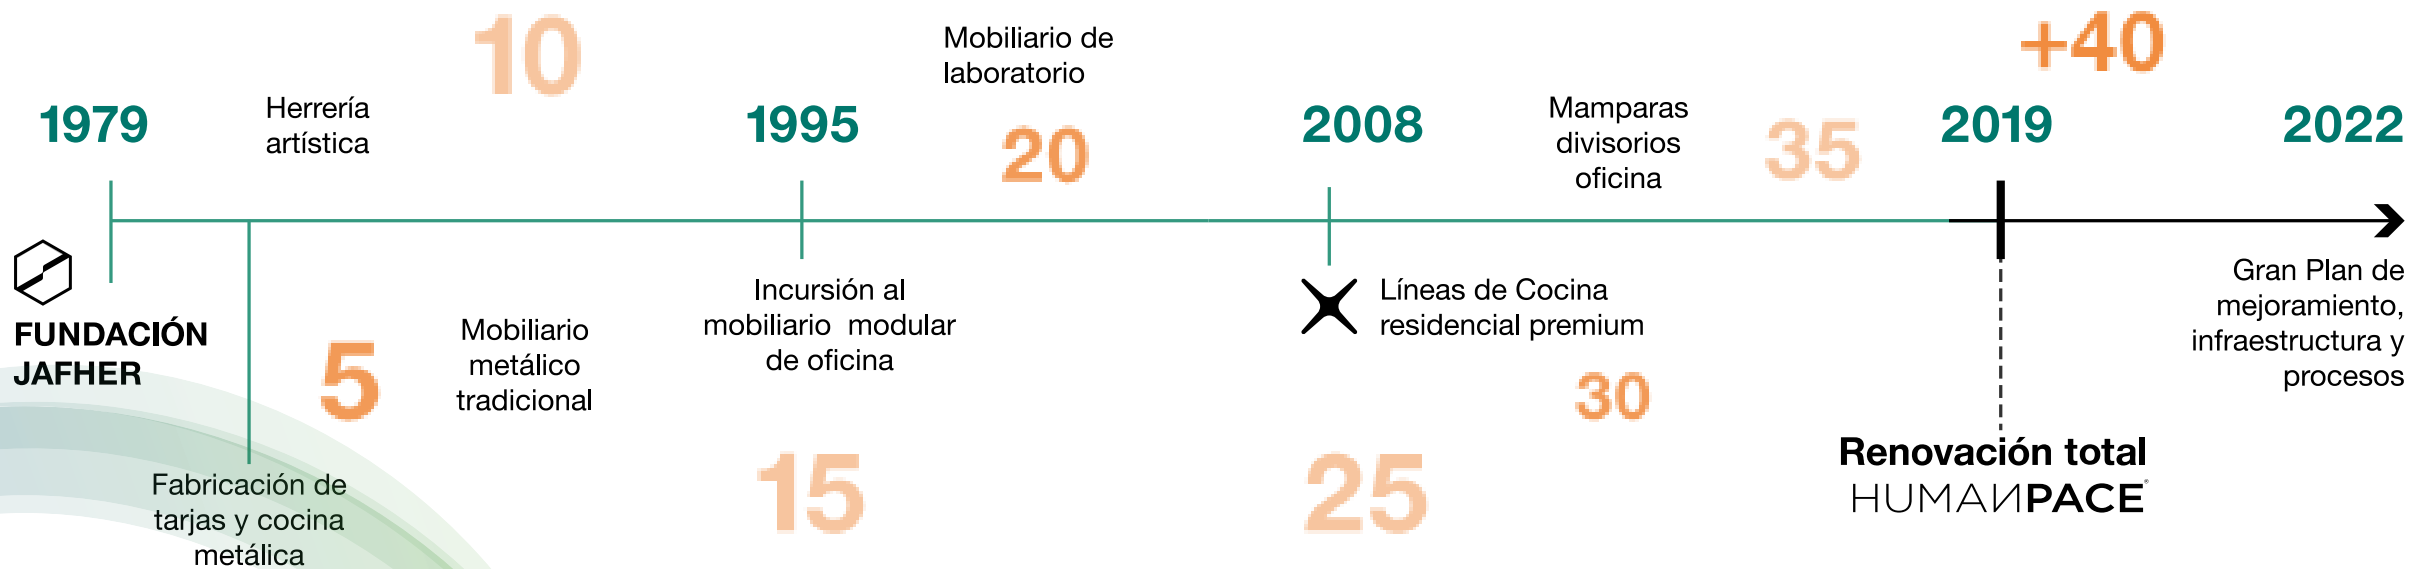 1979
FUNDACIÓN
JAFHER
Herrería
artística
Fabricación de
tarjas y cocina
metálica
5
10
Mobiliario
metálico
tradicional
1995
Incursión al
mobiliario modular
de oficina
15
Mobiliario de
laboratorio
20
2008
Líneas de Cocina
residencial premium
25
30
Mamparas
divisorios
oficina
35
2019
Renovación total
HUMANPACE®
+40
2022
Gran Plan de
mejoramiento,
infraestructura y
procesos